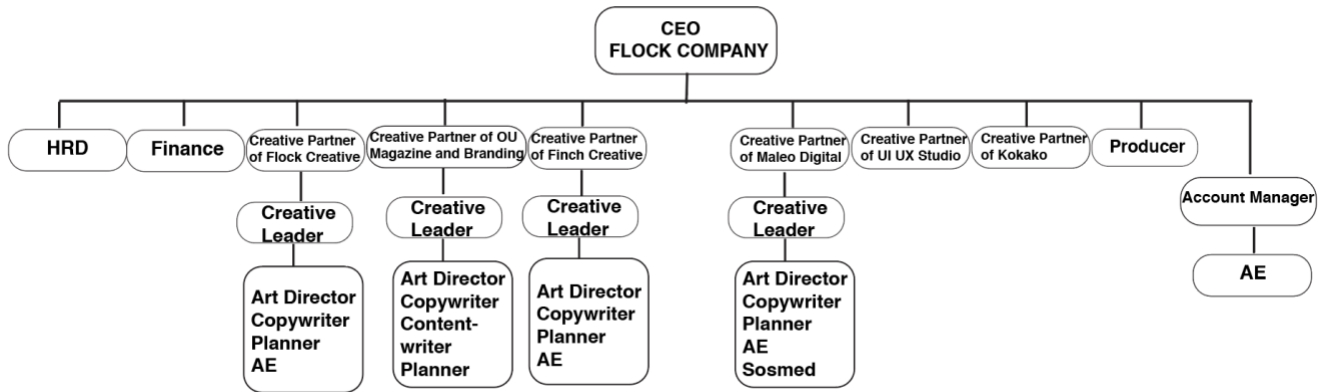 CEO
FLOCK COMPANY
HRD
Finance
Creative Partner
of Flock Creative
Creative Partner of OU
Magazine and Branding
Creative Partner
of Finch Creative
Creative Partner
of Maleo Digital
Creative Partner
of UI UX Studio
Creative Partner
of Kokako
Producer
Account Manager
Creative
Leader
Creative
Leader
Creative
Leader
Creative
Leader
AE
Art Director
Copywriter
Planner
AE
Art Director
Copywriter
Content-
writer
Planner
Art Director
Copywriter
Planner
AE
Art Director
Copywriter
Planner
AE
Sosmed